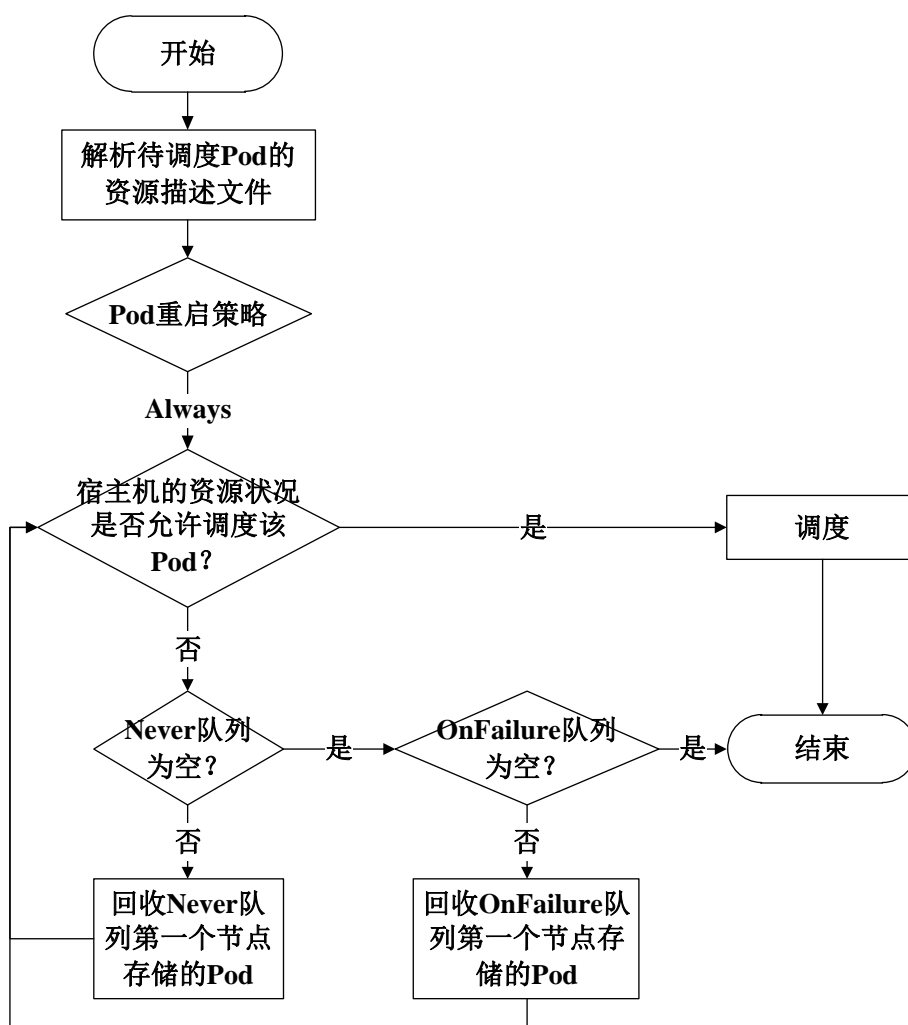 开始
解析待调度Pod的
资源描述文件
Pod重启策略
Always
宿主机的资源状况
是否允许调度该
Pod？
是
调度
否
Never队列
为空？
是
OnFailure队列
为空？
是
结束
否
否
回收Never队
列第一个节点
存储的Pod
回收OnFailure队
列第一个节点存
储的Pod